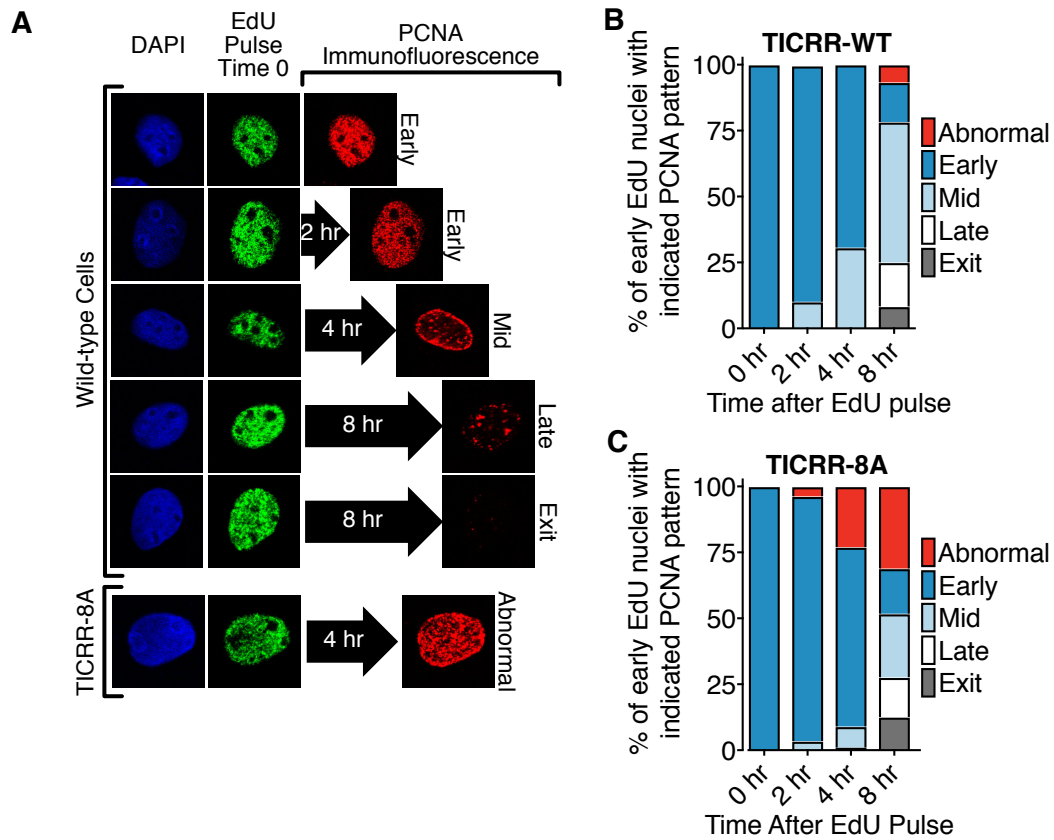 A
DAPI
EdU
Pulse
Time 0
PCNA
Immunofluorescence
Wild-type Cells
Early
2 hr
Early
4 hr
Mid
8 hr
Late
8 hr
Exit
TICRR-8A
4 hr
Abnormal
B
TICRR-WT
% of early EdU nuclei with
indicated PCNA pattern
100
75
50
25
0
0 hr
2 hr
4 hr
8 hr
Time after EdU pulse
Abnormal
Early
Mid
Late
Exit
C
TICRR-8A
% of early EdU nuclei with
indicated PCNA pattern
100
75
50
25
0
0 hr
2 hr
4 hr
8 hr
Time After EdU Pulse
Abnormal
Early
Mid
Late
Exit